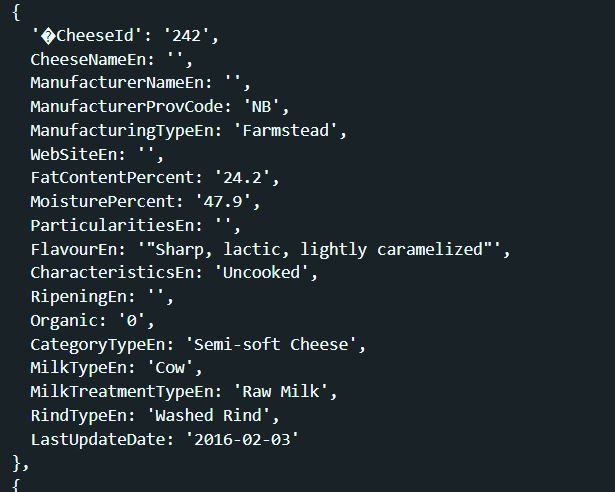 {
'�CheeseId': '242',
CheeseNameEn: '',
ManufacturerNameEn: '',
ManufacturerProvCode: 'NB',
ManufacturingTypeEn: 'Farmstead',
WebSiteEn: '',
FatContentPercent: '24.2',
MoisturePercent: '47.9',
ParticularitiesEn: '',
FlavourEn: '"Sharp, lactic, lightly caramelized"',
CharacteristicsEn: 'Uncooked',
RipeningEn: '',
Organic: '0',
CategoryTypeEn: 'Semi-soft Cheese',
MilkTypeEn: 'Cow',
MilkTreatmentTypeEn: 'Raw Milk',
RindTypeEn: 'Washed Rind',
LastUpdateDate: '2016-02-03'
},
{